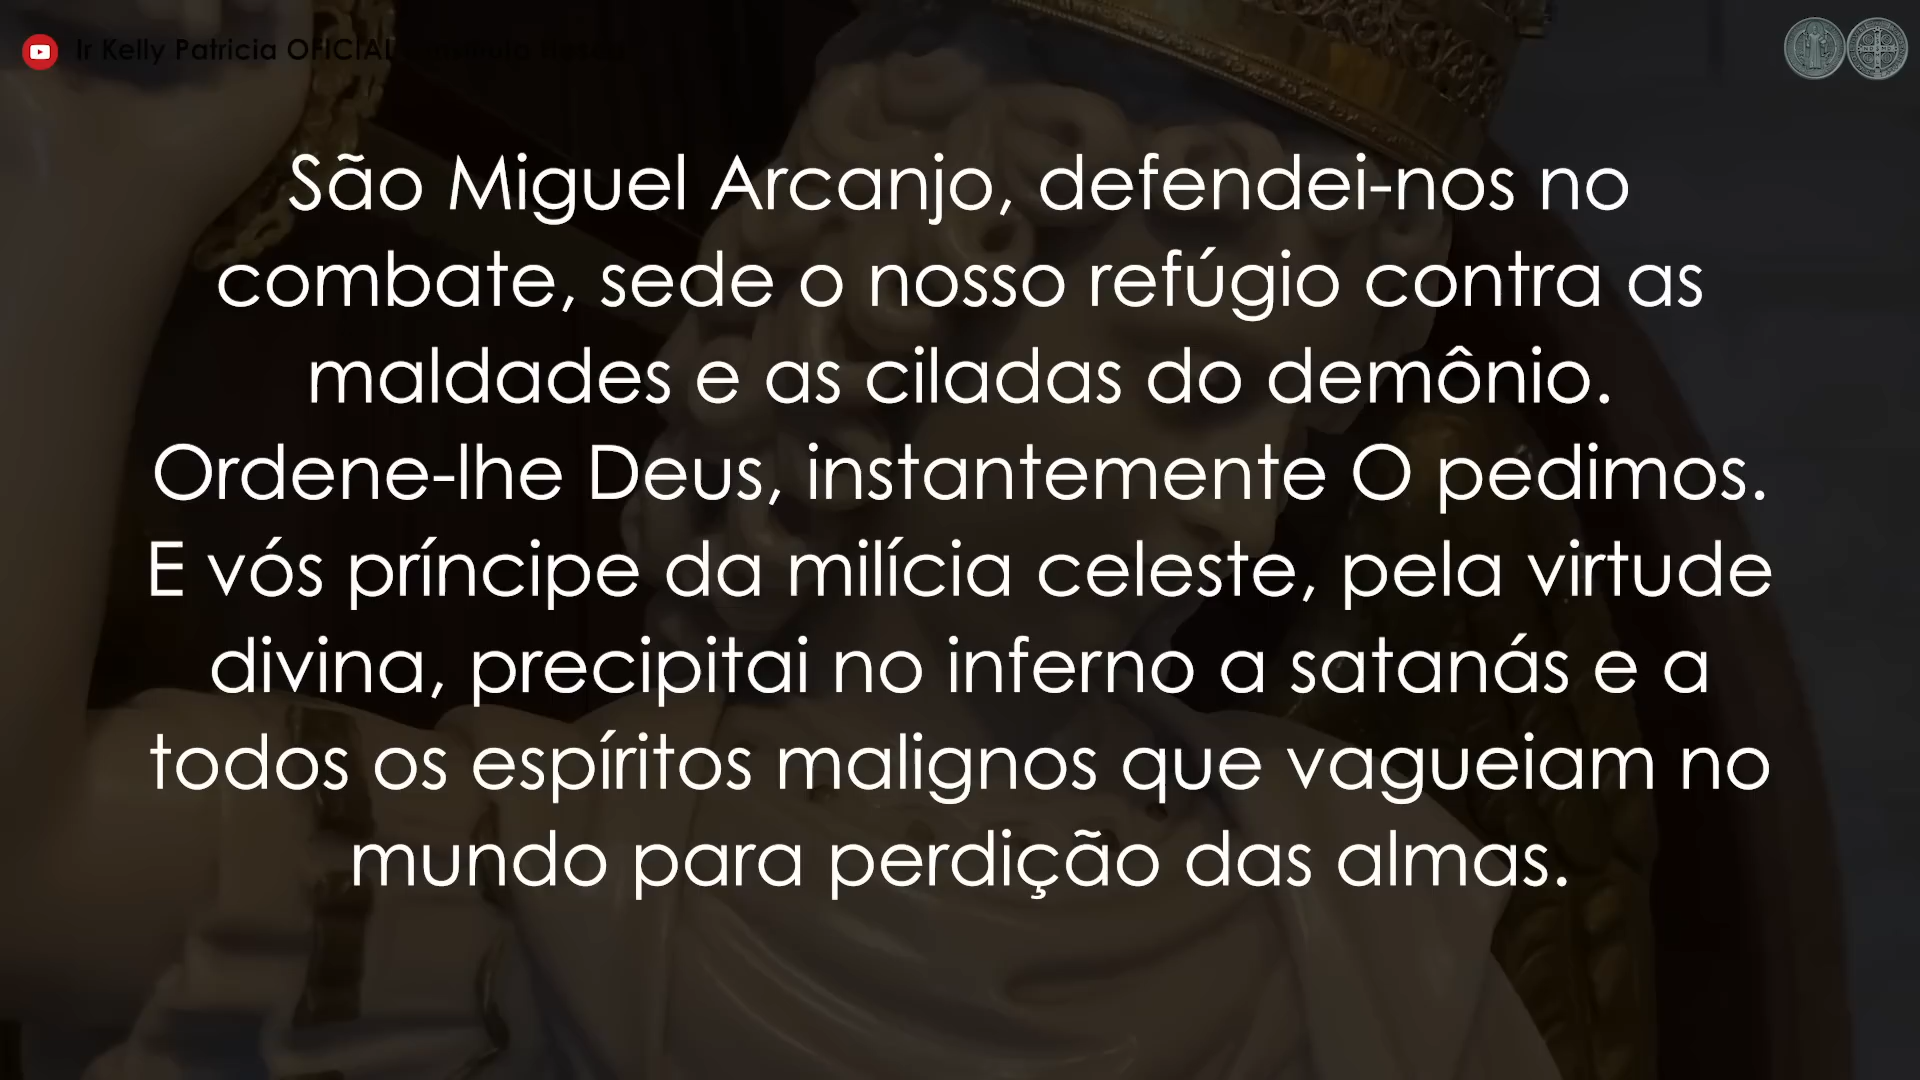 Ir Kelly Patricia OFICIAL
São Miguel Arcanjo, defendei-nos no
combate, sede o nosso refúgio contra as
maldades e as ciladas do demônio.
Ordene-lhe Deus, instantemente O pedimos.
E vós príncipe da milícia celeste, pela virtude
divina, precipitai no inferno a satanás e a
todos os espíritos malignos que vagueiam no
mundo para perdição das almas.